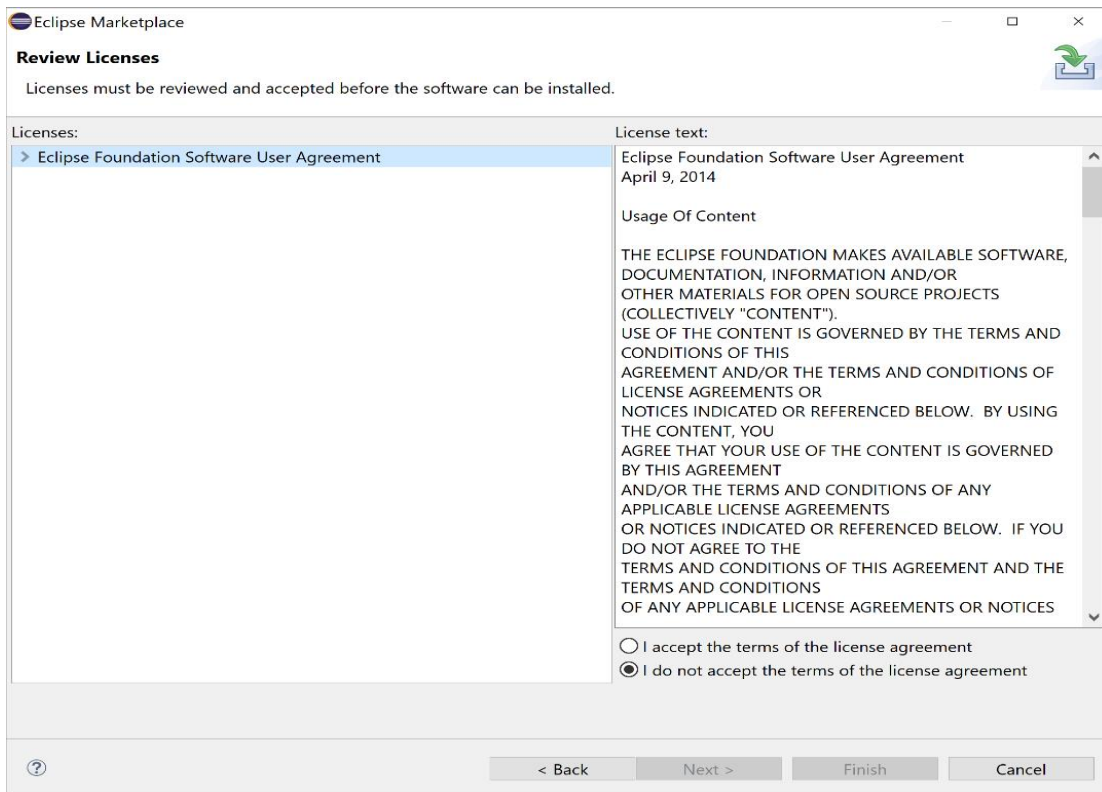 Eclipse Marketplace
Review Licenses
Licenses must be reviewed and accepted before the software can be installed.
Licenses:
Eclipse Foundation Software User Agreement
License text:
Eclipse Foundation Software User Agreement
April 9, 2014
Usage Of Content
THE ECLIPSE FOUNDATION MAKES AVAILABLE SOFTWARE,
DOCUMENTATION, INFORMATION AND/OR
OTHER MATERIALS FOR OPEN SOURCE PROJECTS
(COLLECTIVELY "CONTENT").
USE OF THE CONTENT IS GOVERNED BY THE TERMS AND
CONDITIONS OF THIS
AGREEMENT AND/OR THE TERMS AND CONDITIONS OF
LICENSE AGREEMENTS OR
NOTICES INDICATED OR REFERENCED BELOW.  BY USING
THE CONTENT, YOU
AGREE THAT YOUR USE OF THE CONTENT IS GOVERNED
BY THIS AGREEMENT
AND/OR THE TERMS AND CONDITIONS OF ANY
APPLICABLE LICENSE AGREEMENTS
OR NOTICES INDICATED OR REFERENCED BELOW.  IF YOU
DO NOT AGREE TO THE
TERMS AND CONDITIONS OF THIS AGREEMENT AND THE
TERMS AND CONDITIONS
OF ANY APPLICABLE LICENSE AGREEMENTS OR NOTICES
I accept the terms of the license agreement
I do not accept the terms of the license agreement
?
< Back
Next >
Finish
Cancel